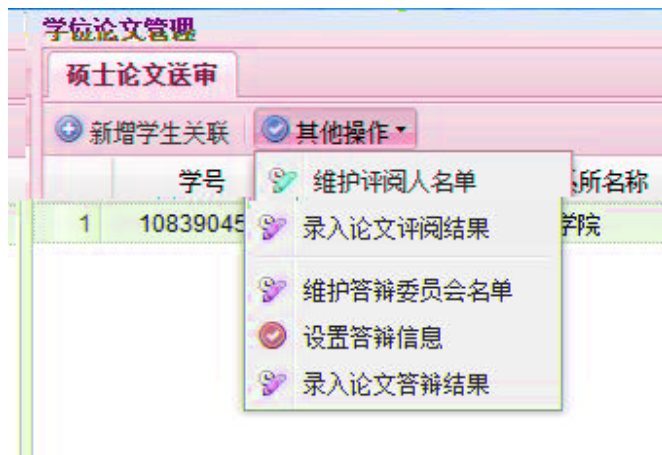 学位论文管理
硕士论文送审
新增学生关联 其他操作
学号 所名称
1 10839045 学院
维护评阅人名单
录入论文评阅结果
维护答辩委员会名单
设置答辩信息
录入论文答辩结果